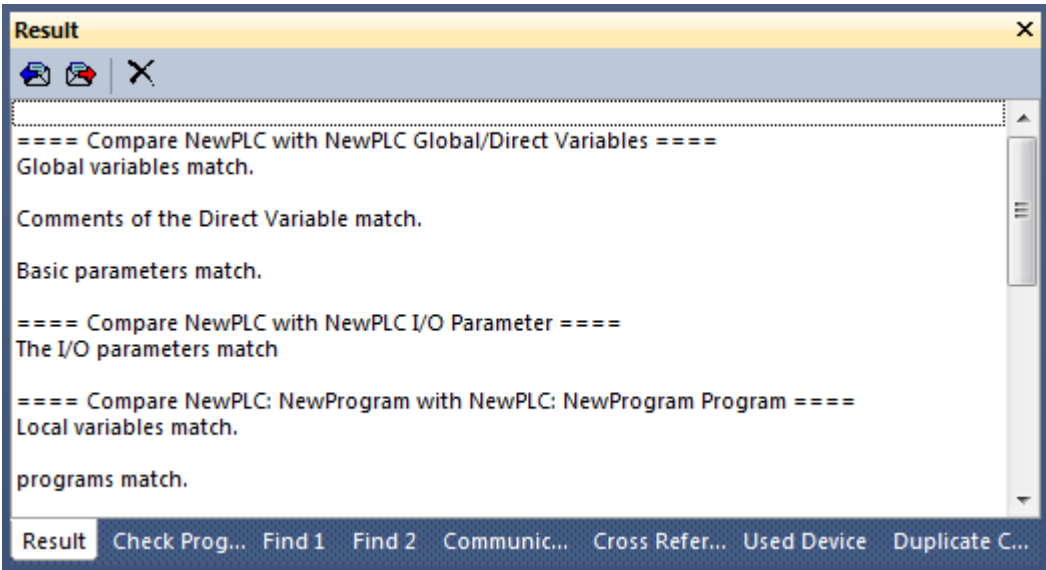 Result
==== Compare NewPLC with NewPLC Global/Direct Variables ====
Global variables match.
Comments of the Direct Variable match.
Basic parameters match.
==== Compare NewPLC with NewPLC I/O Parameter ====
The I/O parameters match
==== Compare NewPLC: NewProgram with NewPLC: NewProgram Program ====
Local variables match.
programs match.
Result Check Prog... Find 1 Find 2 Communic... Cross Refer... Used Device Duplicate C...